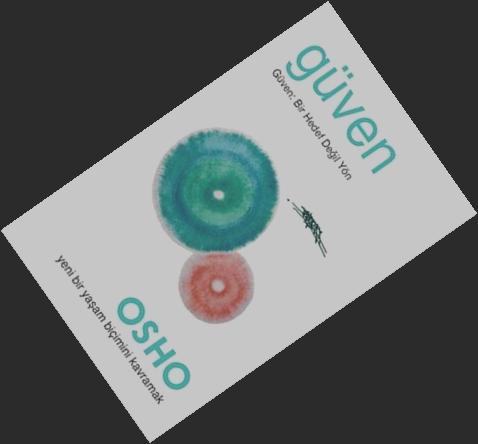 güven
Güven: Bir Hedef Değil Yön
OSHO
yeni bir yaşam biçimini kavramak